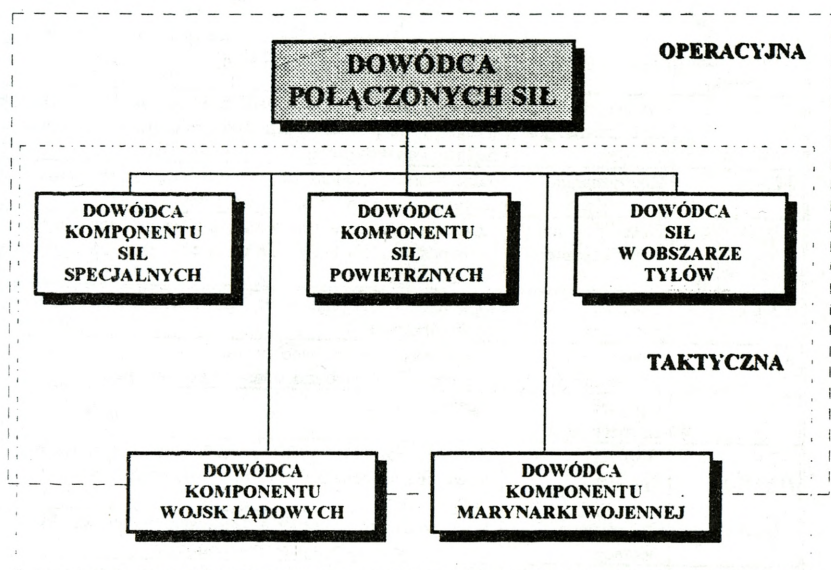 OPERACYJNA
DOWÓDCA
POŁĄCZONYCH SIŁ
DOWÓDCA
KOMPONENTU
SIŁ
SPECJALNYCH
DOWÓDCA
KOMPONENTU
SIŁ
POWIETRZNYCH
DOWÓDCA
SIŁ
W OBSZARZE
TYŁÓW
TAKTYCZNA
DOWÓDCA
KOMPONENTU
WOJSK LĄDOWYCH
DOWÓDCA
KOMPONENTU
MARYNARKI WOJENNEJ